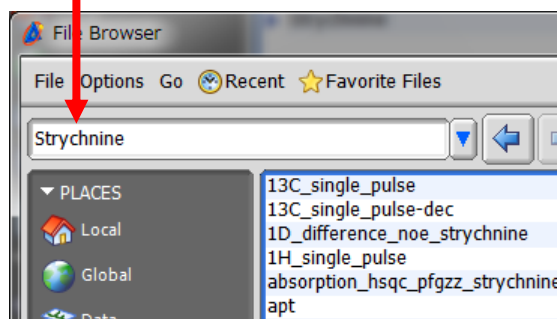 File Browser
File Options Go Recent Favorite Files
Strychnine
PLACES
Local
Global
Data
13C_single_pulse
13C_single_pulse-dec
1D_difference_noe_strychnine
1H_single_pulse
absorption_hsqc_pfgzz_strychnine
apt